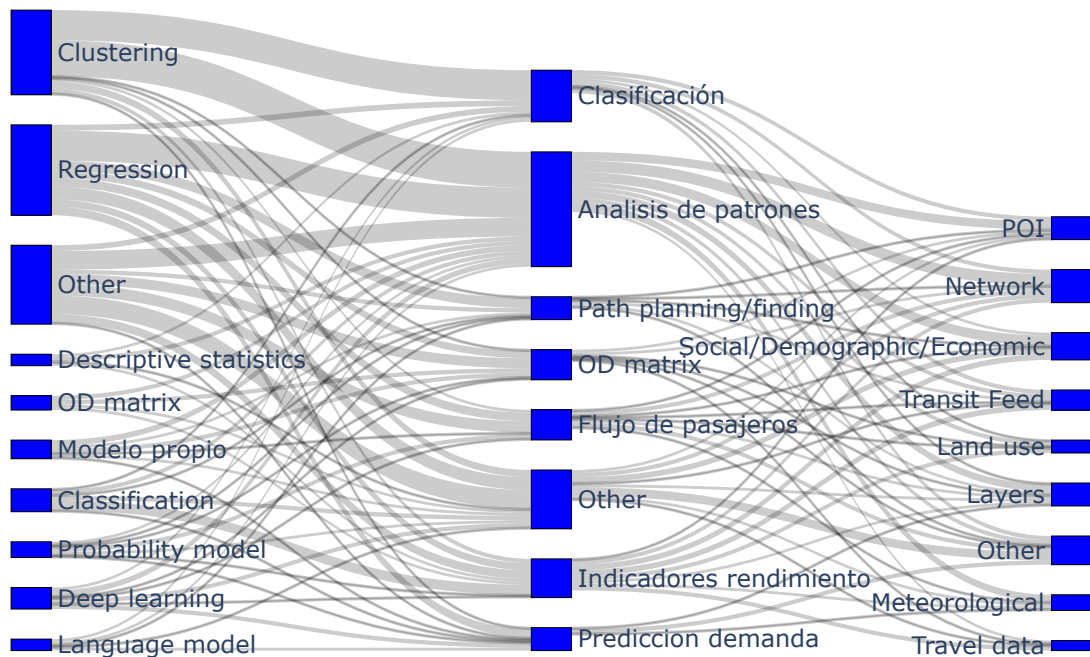 Clustering
Regression
Other
Descriptive statistics
OD matrix
Modelo propio
Classification
Probability model
Deep learning
Language model
Clasificación
Analisis de patrones
Path planning/finding
OD matrix
Flujo de pasajeros
Other
Indicadores rendimiento
Prediccion demanda
POI
Network
Social/Demographic/Economic
Transit Feed
Land use
Layers
Other
Meteorological
Travel data